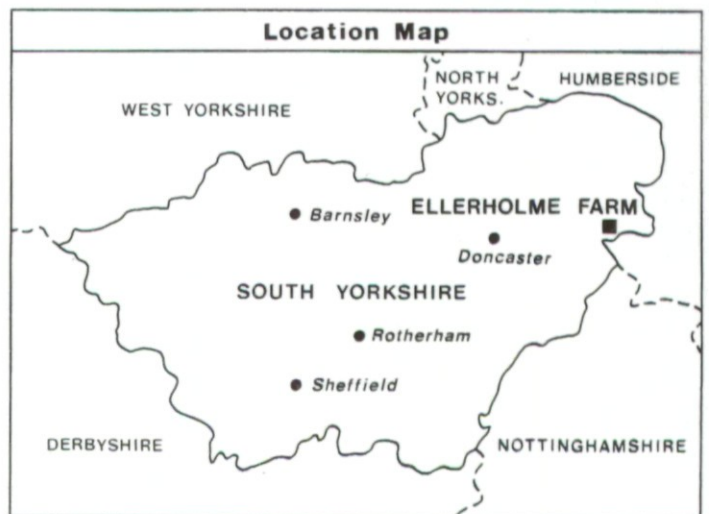 Location Map
NORTH
YORKS.
HUMBERSIDE
WEST YORKSHIRE
ELLERHOLME FARM
Barnsley
Doncaster
SOUTH YORKSHIRE
Rotherham
Sheffield
DERBYSHIRE
NOTTINGHAMSHIRE